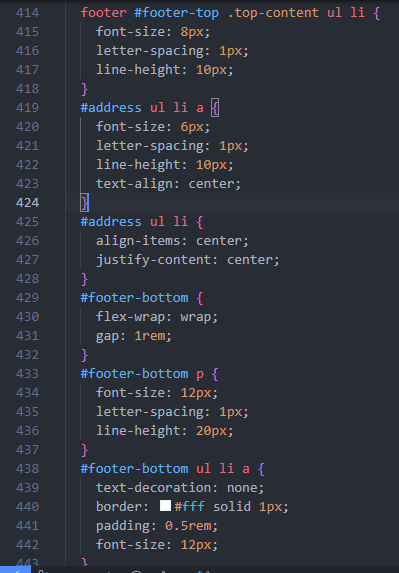 414 footer #footer-top .top-content ul li {
415 font-size: 8px;
416 letter-spacing: 1px;
417 line-height: 10px;
418 }
419 #address ul li a {
420 font-size: 6px;
421 letter-spacing: 1px;
422 line-height: 10px;
423 text-align: center;
424 }
425 #address ul li {
426 align-items: center;
427 justify-content: center;
428 }
429 #footer-bottom {
430 flex-wrap: wrap;
431 gap: 1rem;
432 }
433 #footer-bottom p {
434 font-size: 12px;
435 letter-spacing: 1px;
436 line-height: 20px;
437 }
438 #footer-bottom ul li a {
439 text-decoration: none;
440 border: #fff solid 1px;
441 padding: 0.5rem;
442 font-size: 12px;
443 }